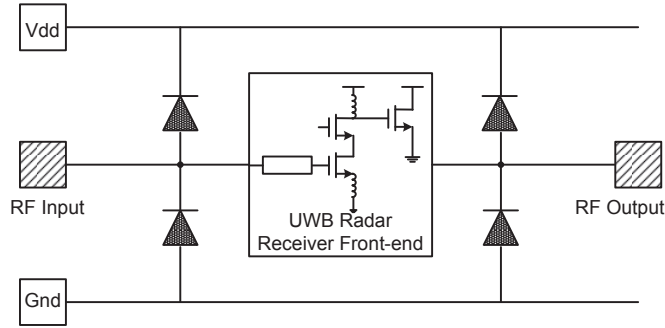 Vdd
RF Input
UWB Radar
Receiver Front-end
RF Output
Gnd